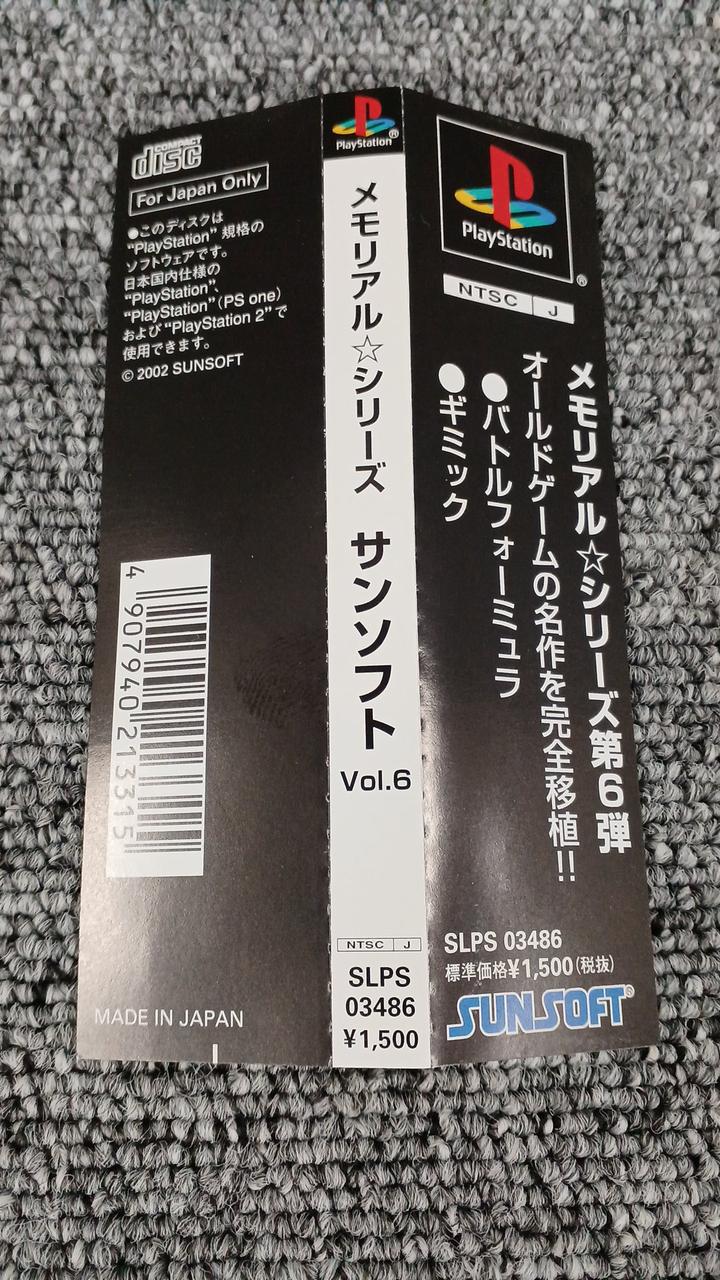 COMPACT
disc
For Japan Only
●このディスクは
“PlayStation” 規格の
ソフトウェアです。
日本国内仕様の
“PlayStation”、
“PlayStation” (PS one)
および “PlayStation 2” で
使用できます。
© 2002 SUNSOFT
4 907940 213315
MADE IN JAPAN
PlayStation®
メモリアル☆シリーズ サンソフト
Vol.6
NTSC J
SLPS
03486
¥1,500
PlayStation
®
NTSC J
メモリアル☆シリーズ第6弾
オールドゲームの名作を完全移植!!
●バトルフォーミュラ
●ギミック
SLPS 03486
標準価格¥1,500(税抜)
SUNSOFT®